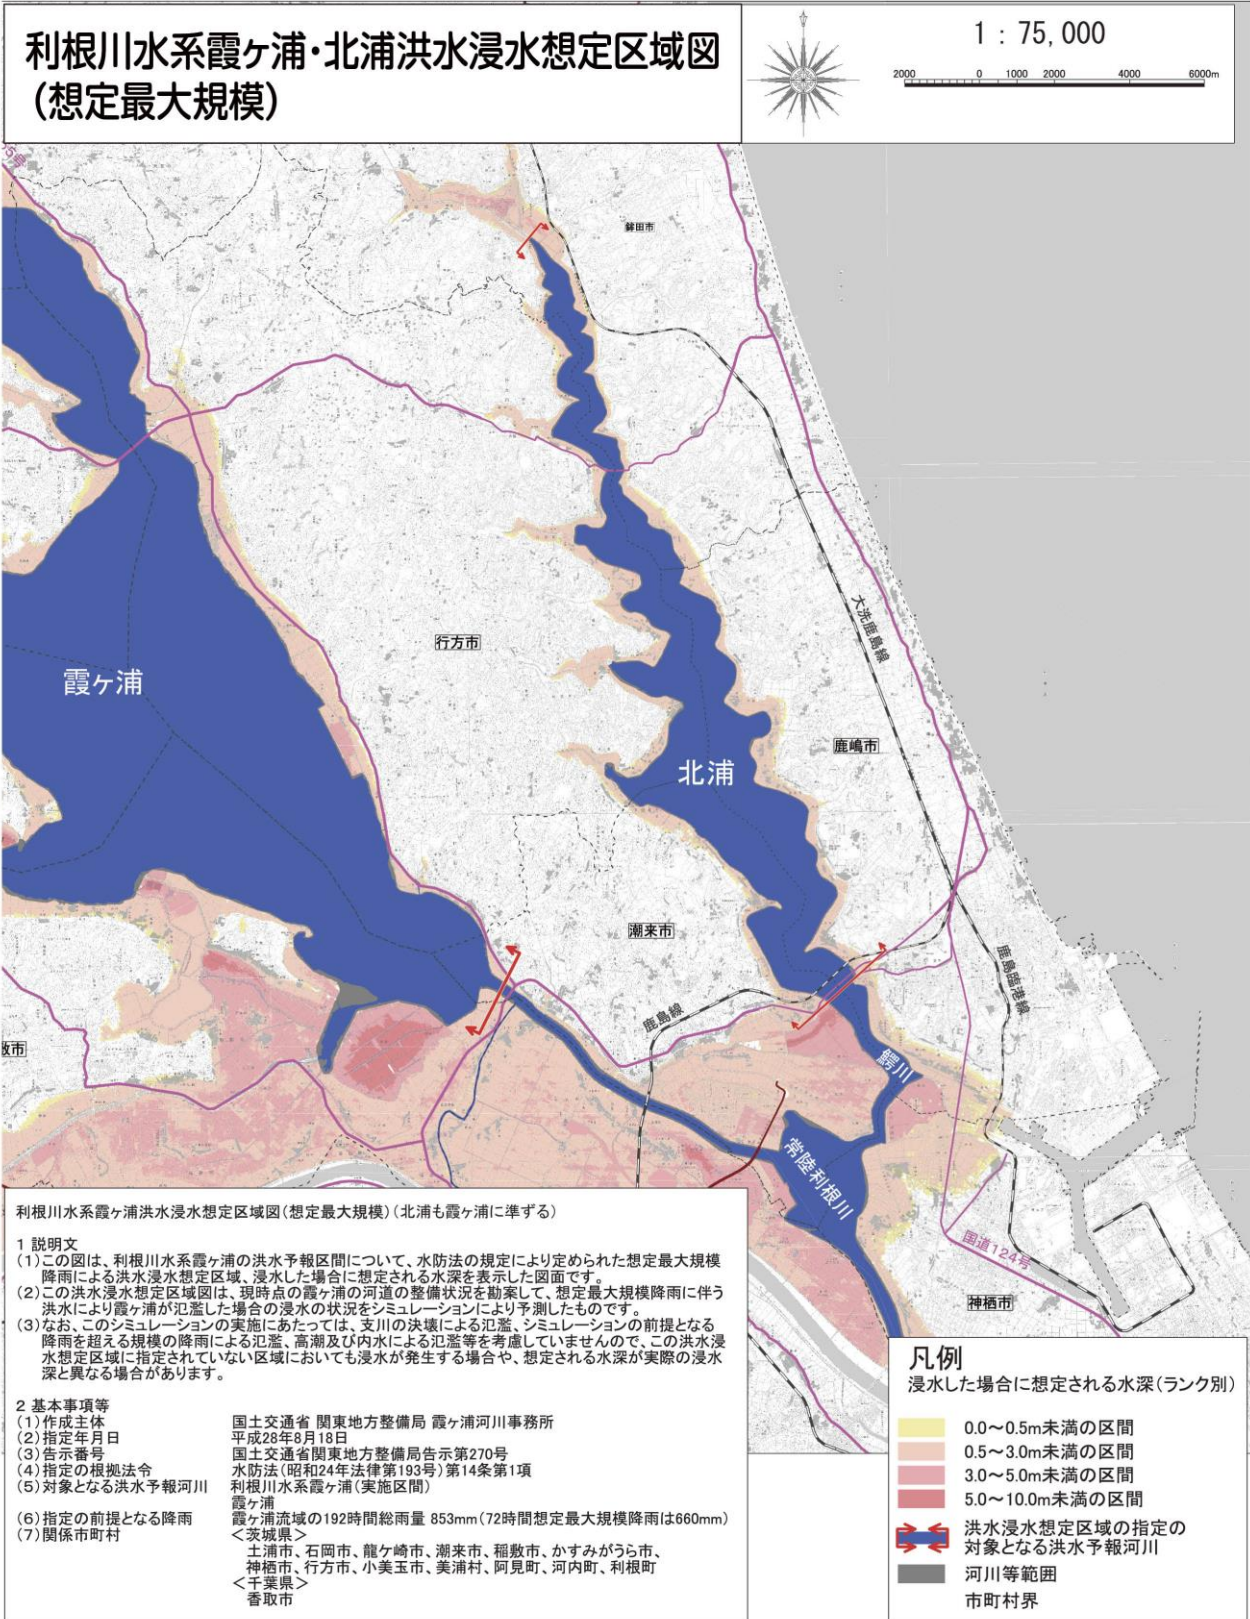 利根川水系霞ヶ浦・北浦洪水浸水想定区域図
(想定最大規模)
1 : 75,000
2000 0 1000 2000 4000 6000m
鉾田市
行方市
大洗鹿島線
霞ヶ浦
北浦
鹿嶋市
潮来市
鹿島臨港線
鹿島線
鰐川
常陸利根川
国道124号
神栖市
利根川水系霞ヶ浦洪水浸水想定区域図(想定最大規模)(北浦も霞ヶ浦に準ずる)
1 説明文
(1)この図は、利根川水系霞ヶ浦の洪水予報区間について、水防法の規定により定められた想定最大規模
降雨による洪水浸水想定区域、浸水した場合に想定される水深を表示した図面です。
(2)この洪水浸水想定区域図は、現時点の霞ヶ浦の河道の整備状況を勘案して、想定最大規模降雨に伴う
洪水により霞ヶ浦が氾濫した場合の浸水の状況をシミュレーションにより予測したものです。
(3)なお、このシミュレーションの実施にあたっては、支川の決壊による氾濫、シミュレーションの前提となる
降雨を超える規模の降雨による氾濫、高潮及び内水による氾濫等を考慮していませんので、この洪水浸
水想定区域に指定されていない区域においても浸水が発生する場合や、想定される水深が実際の浸水
深と異なる場合があります。
2 基本事項等
(1)作成主体 国土交通省 関東地方整備局 霞ヶ浦河川事務所
(2)指定年月日 平成28年8月18日
(3)告示番号 国土交通省関東地方整備局告示第270号
(4)指定の根拠法令 水防法(昭和24年法律第193号)第14条第1項
(5)対象となる洪水予報河川 利根川水系霞ヶ浦(実施区間)
霞ヶ浦
(6)指定の前提となる降雨 霞ヶ浦流域の192時間総雨量 853mm(72時間想定最大規模降雨は660mm)
(7)関係市町村 <茨城県>
土浦市、石岡市、龍ケ崎市、潮来市、稲敷市、かすみがうら市、
神栖市、行方市、小美玉市、美浦村、阿見町、河内町、利根町
<千葉県>
香取市
凡例
浸水した場合に想定される水深(ランク別)
0.0〜0.5m未満の区間
0.5〜3.0m未満の区間
3.0〜5.0m未満の区間
5.0〜10.0m未満の区間
洪水浸水想定区域の指定の
対象となる洪水予報河川
河川等範囲
市町村界